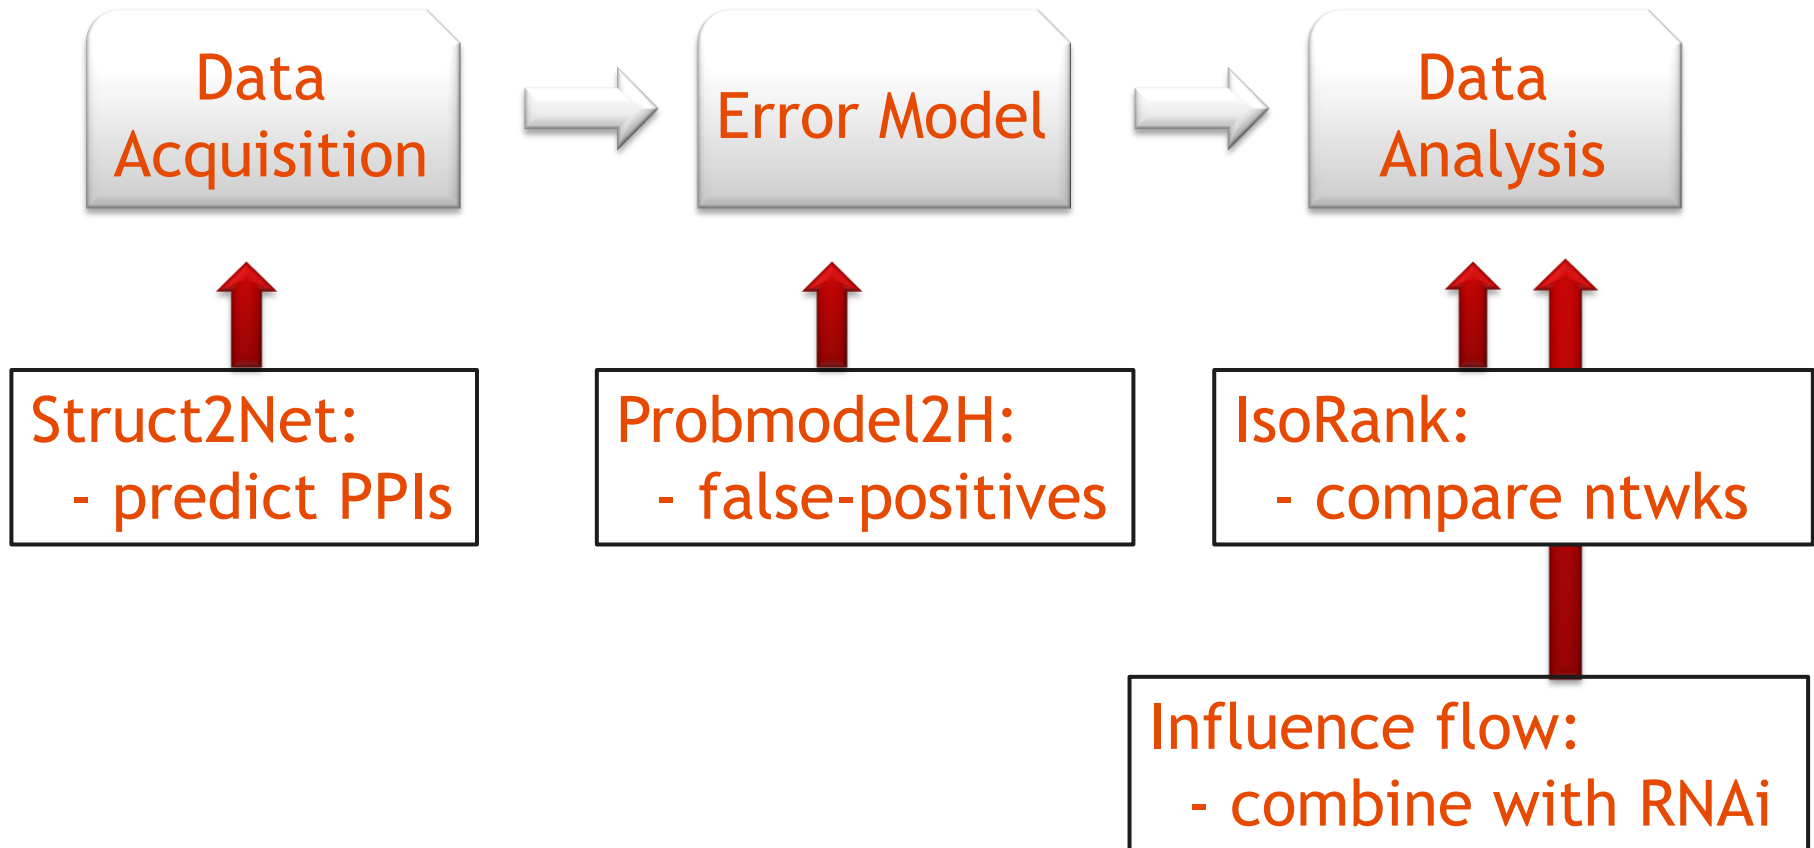 Data
Acquisition
Error Model
Data
Analysis
Struct2Net:
- predict PPIs
Probmodel2H:
- false-positives
IsoRank:
- compare ntwks
Influence flow:
- combine with RNAi